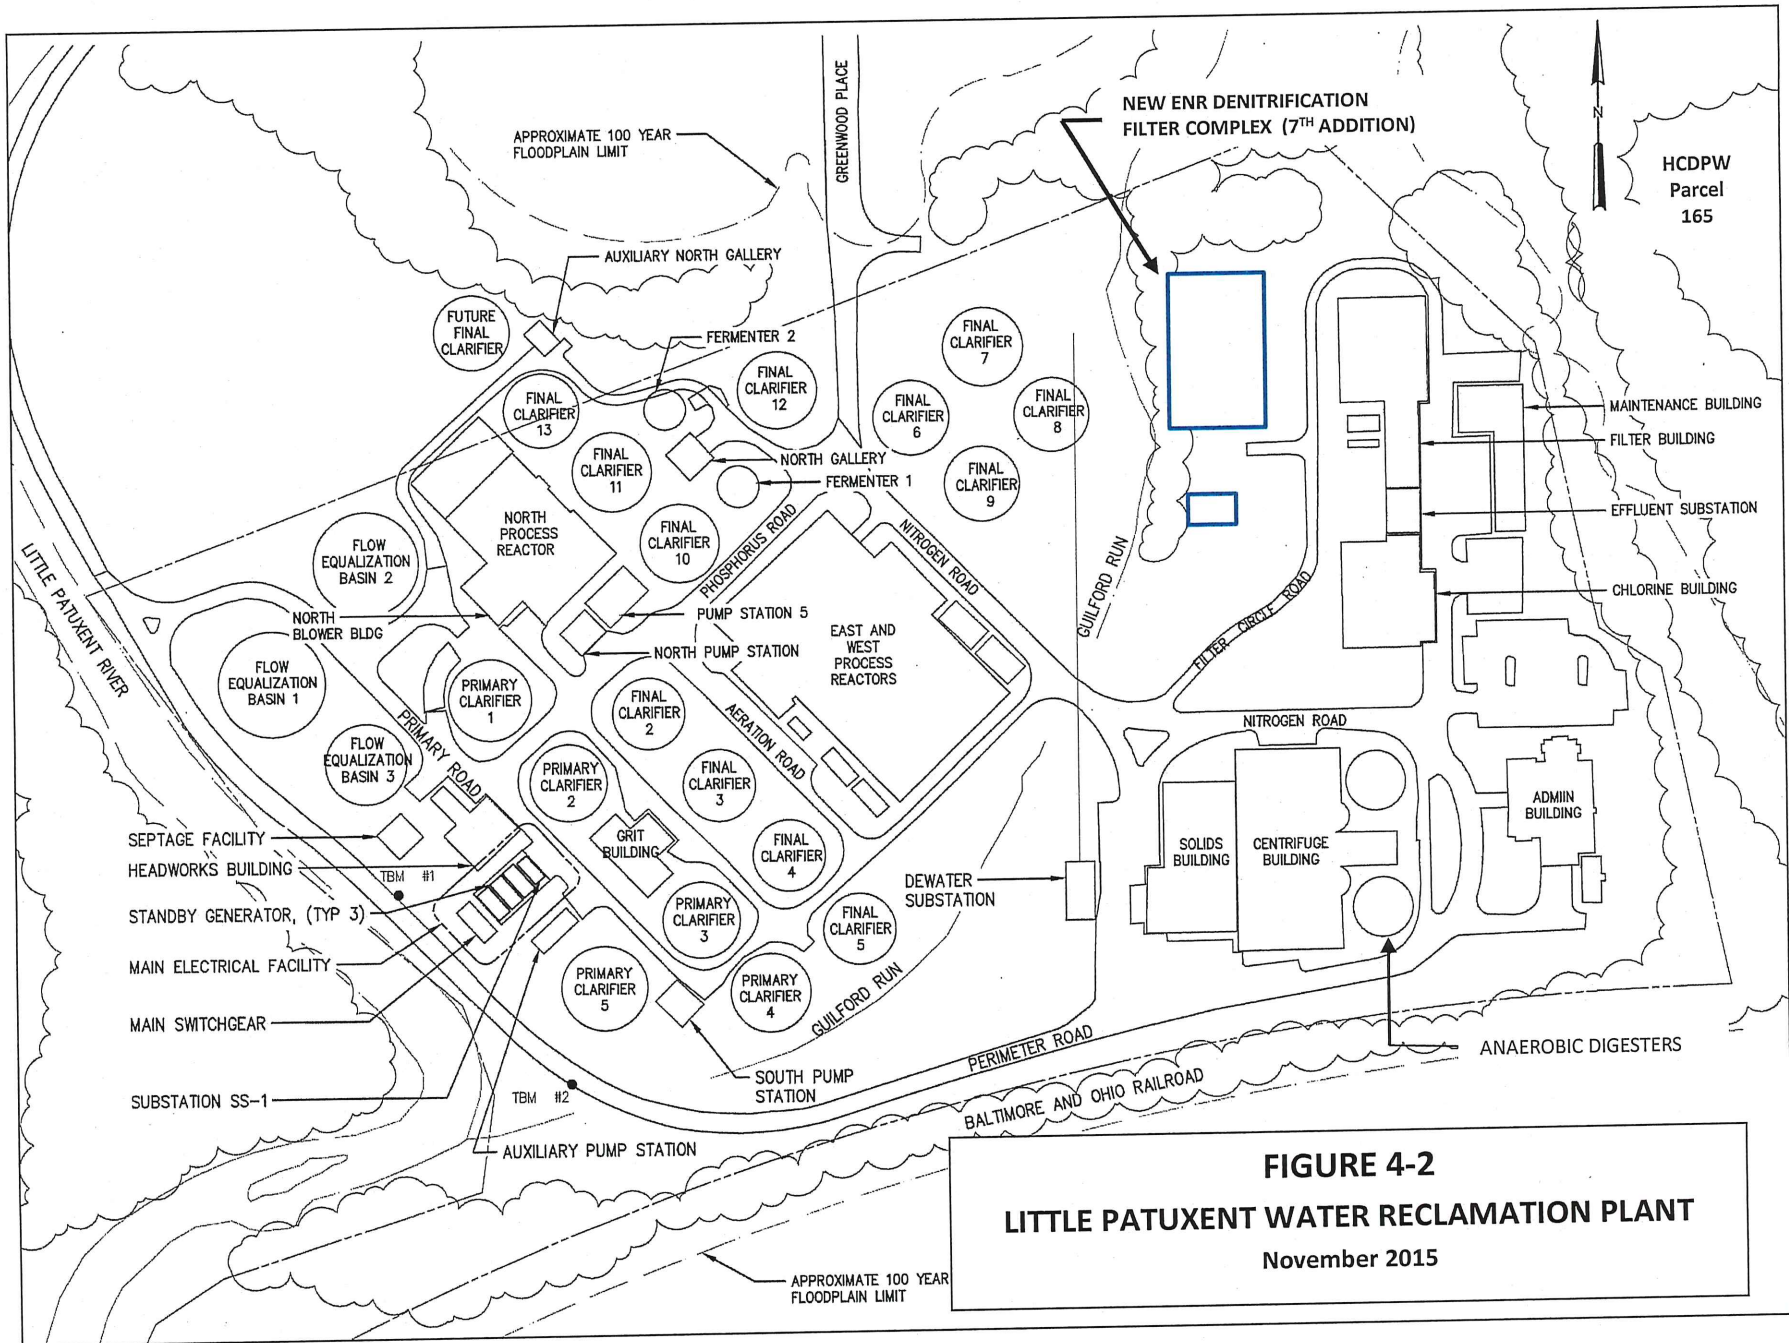 GREENWOOD PLACE
NEW ENR DENITRIFICATION
FILTER COMPLEX (7TH ADDITION)
N
HCDPW
Parcel
165
APPROXIMATE 100 YEAR
FLOODPLAIN LIMIT
AUXILIARY NORTH GALLERY
FUTURE
FINAL
CLARIFIER
FERMENTER 2
FINAL
CLARIFIER
7
FINAL
CLARIFIER
12
FINAL
CLARIFIER
13
FINAL
CLARIFIER
6
FINAL
CLARIFIER
8
MAINTENANCE BUILDING
FILTER BUILDING
FINAL
CLARIFIER
11
NORTH GALLERY
FERMENTER 1
FINAL
CLARIFIER
9
EFFLUENT SUBSTATION
NORTH
PROCESS
REACTOR
FINAL
CLARIFIER
10
PHOSPHORUS ROAD
NITROGEN ROAD
FLOW
EQUALIZATION
BASIN 2
LITTLE PATUXENT RIVER
GUILFORD RUN
FILTER CIRCLE ROAD
CHLORINE BUILDING
NORTH
BLOWER BLDG
PUMP STATION 5
NORTH PUMP STATION
EAST AND
WEST
PROCESS
REACTORS
FLOW
EQUALIZATION
BASIN 1
PRIMARY
CLARIFIER
1
FINAL
CLARIFIER
2
AERATION ROAD
NITROGEN ROAD
PRIMARY ROAD
FLOW
EQUALIZATION
BASIN 3
PRIMARY
CLARIFIER
2
FINAL
CLARIFIER
3
ADMIIN
BUILDING
SEPTAGE FACILITY
GRIT
BUILDING
FINAL
CLARIFIER
4
SOLIDS
BUILDING
CENTRIFUGE
BUILDING
HEADWORKS BUILDING
TBM #1
DEWATER
SUBSTATION
STANDBY GENERATOR, (TYP 3)
PRIMARY
CLARIFIER
3
FINAL
CLARIFIER
5
MAIN ELECTRICAL FACILITY
PRIMARY
CLARIFIER
5
PRIMARY
CLARIFIER
4
GUILFORD RUN
MAIN SWITCHGEAR
PERIMETER ROAD
ANAEROBIC DIGESTERS
SOUTH PUMP
STATION
SUBSTATION SS-1
TBM #2
BALTIMORE AND OHIO RAILROAD
AUXILIARY PUMP STATION
FIGURE 4-2
LITTLE PATUXENT WATER RECLAMATION PLANT
November 2015
APPROXIMATE 100 YEAR
FLOODPLAIN LIMIT